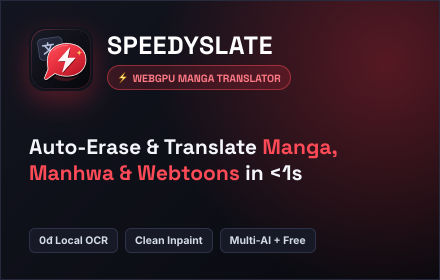 SPEEDYSLATE
⚡ WEBGPU MANGA TRANSLATOR
Auto-Erase & Translate Manga,
Manhwa & Webtoons in <1s
0đ Local OCR
Clean Inpaint
Multi-AI + Free